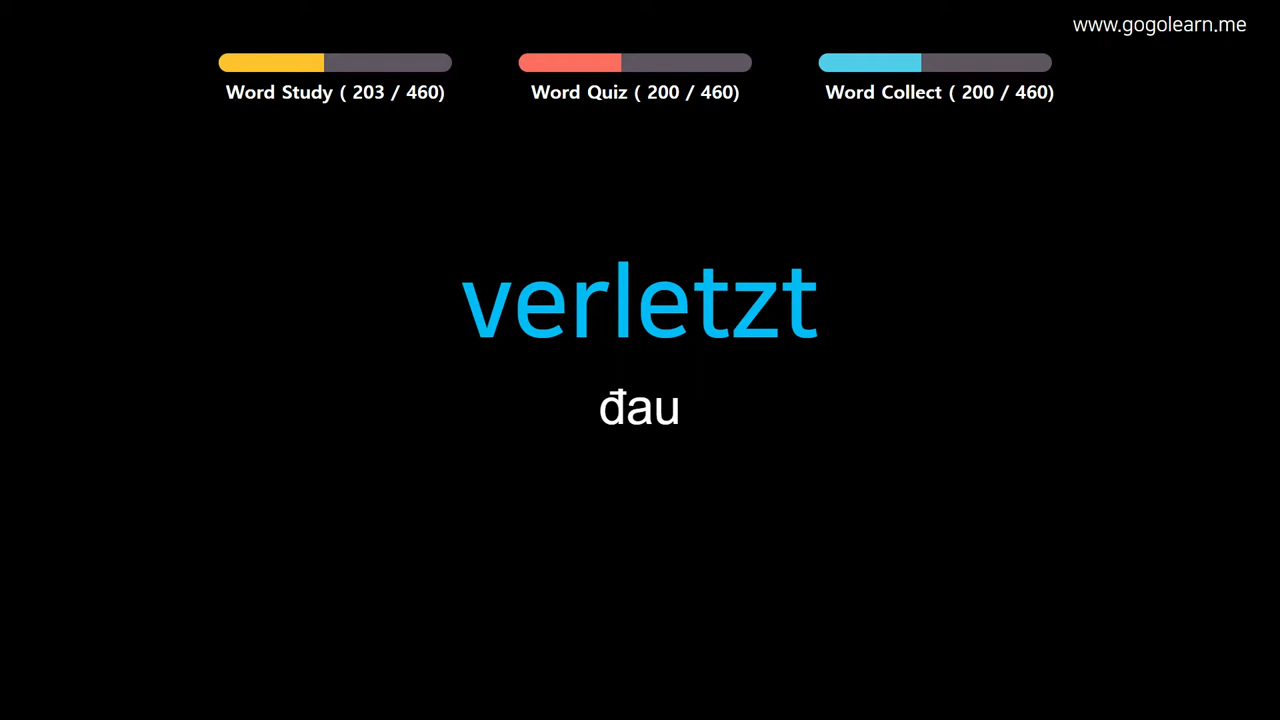 www.gogolearn.me
Word Study ( 203 / 460)
Word Quiz ( 200 / 460)
Word Collect ( 200 / 460)
verletzt
đau